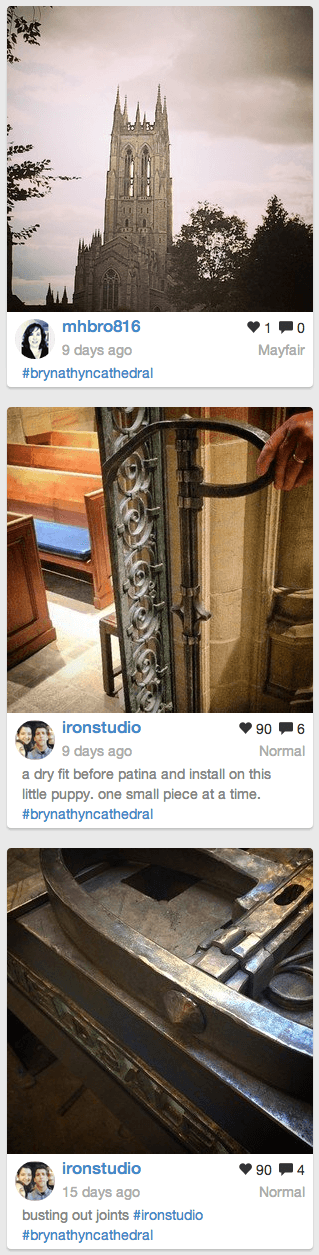 mhbro816
1 0
9 days ago
Mayfair
#brynathyncathedral
ironstudio
90 6
9 days ago
Normal
a dry fit before patina and install on this
little puppy. one small piece at a time.
#brynathyncathedral
ironstudio
90 4
15 days ago
Normal
busting out joints #ironstudio
#brynathyncathedral